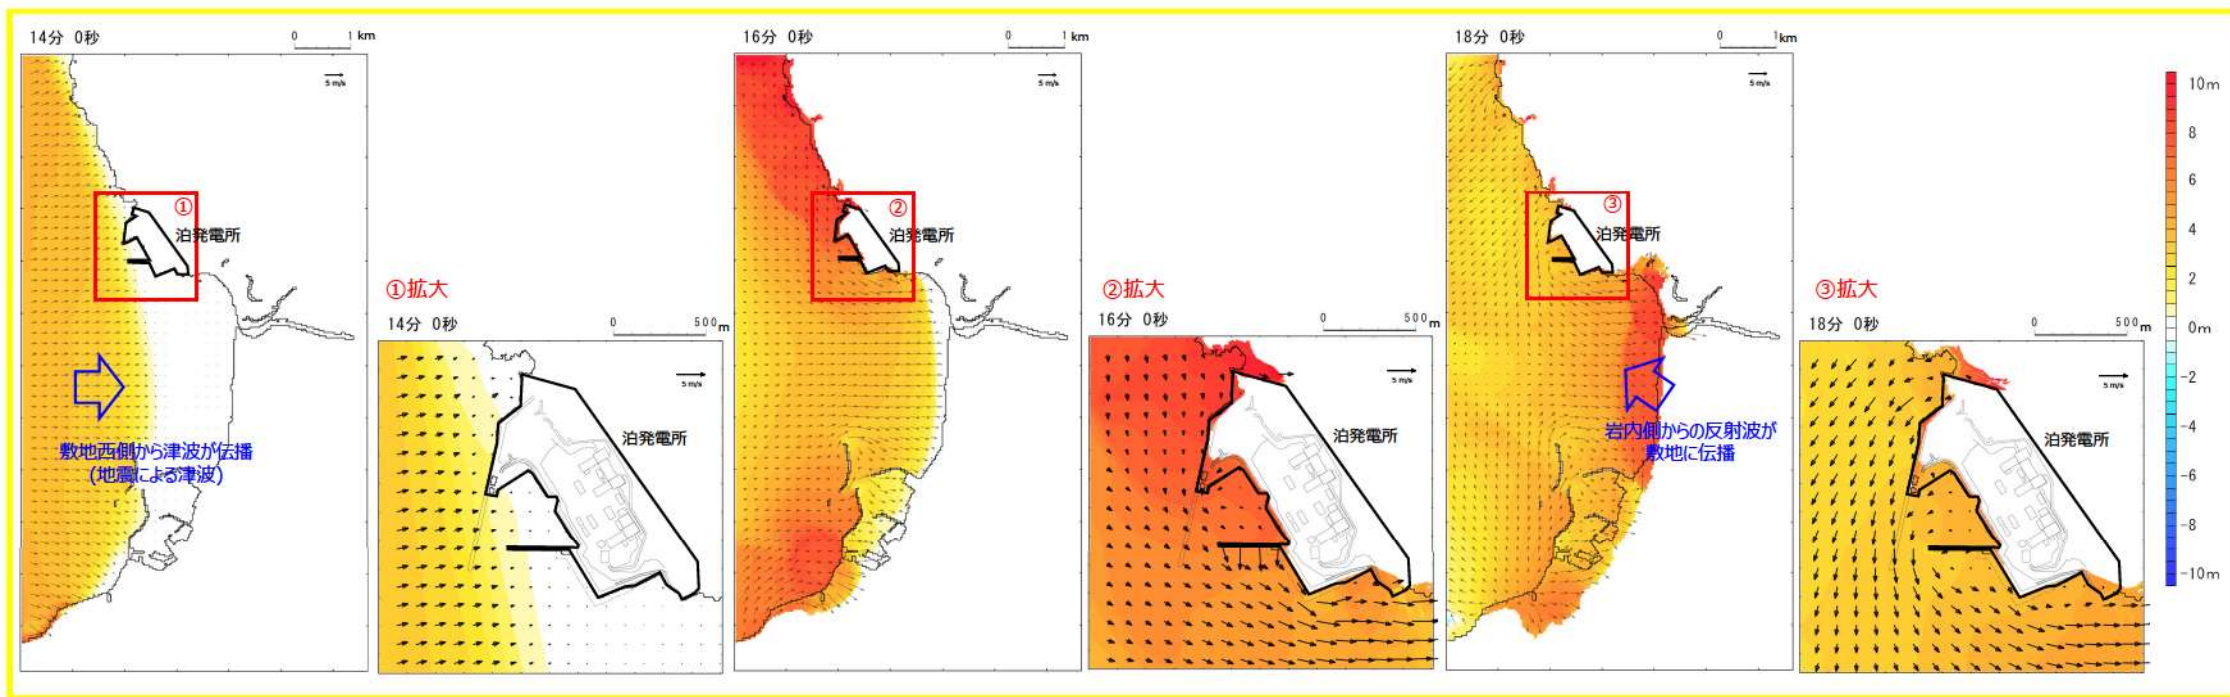 14分 0秒
0 1 km
5 m/s
①
泊発電所
敷地西側から津波が伝播
(地震による津波)
①拡大
14分 0秒
0 500m
5 m/s
泊発電所
16分 0秒
0 1 km
5 m/s
②
泊発電所
②拡大
16分 0秒
0 500m
5 m/s
泊発電所
18分 0秒
0 1km
5 m/s
③
泊発電所
岩内側からの反射波が
敷地に伝播
③拡大
18分 0秒
0 500m
5 m/s
泊発電所
10m
8
6
4
2
0m
-2
-4
-6
-8
-10m